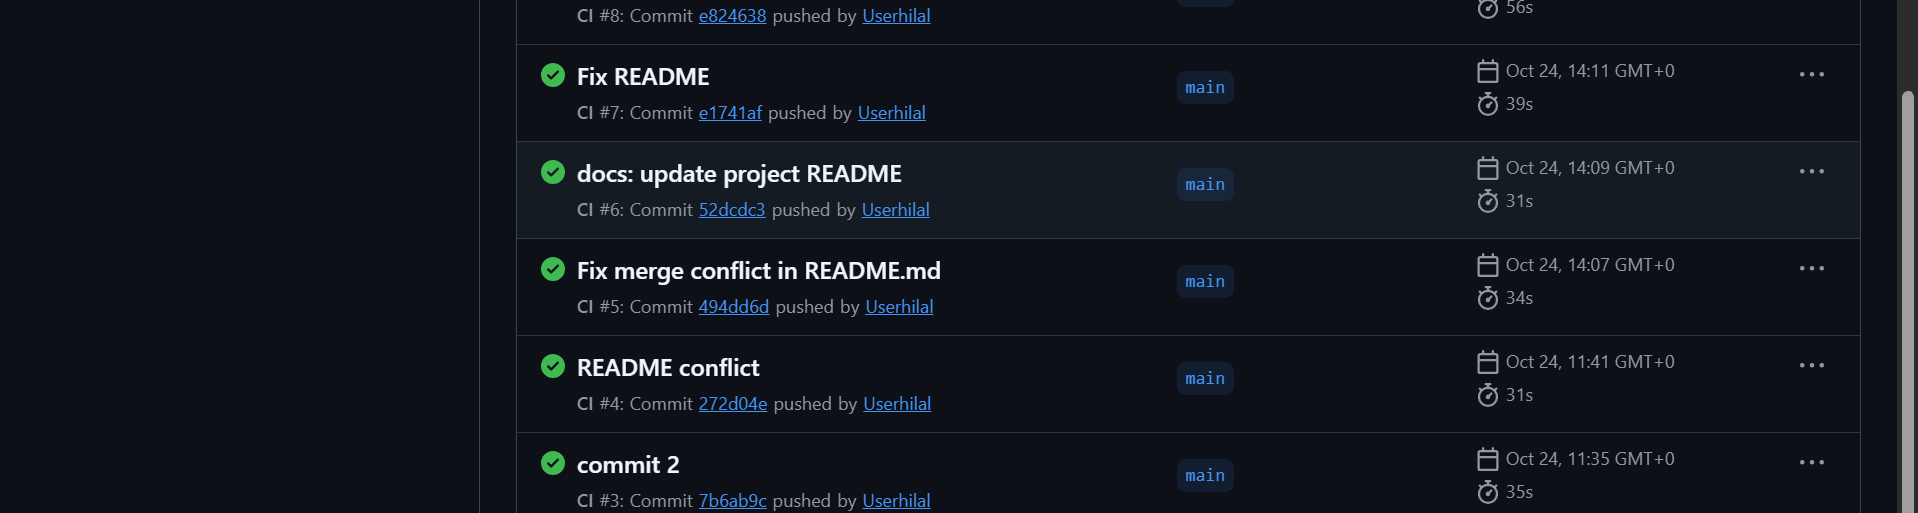 CI #8: Commit e824638 pushed by Userhilal
56s
Fix README
CI #7: Commit e1741af pushed by Userhilal
main
Oct 24, 14:11 GMT+0
39s
docs: update project README
CI #6: Commit 52dcdc3 pushed by Userhilal
main
Oct 24, 14:09 GMT+0
31s
Fix merge conflict in README.md
CI #5: Commit 494dd6d pushed by Userhilal
main
Oct 24, 14:07 GMT+0
34s
README conflict
CI #4: Commit 272d04e pushed by Userhilal
main
Oct 24, 11:41 GMT+0
31s
commit 2
CI #3: Commit 7b6ab9c pushed by Userhilal
main
Oct 24, 11:35 GMT+0
35s